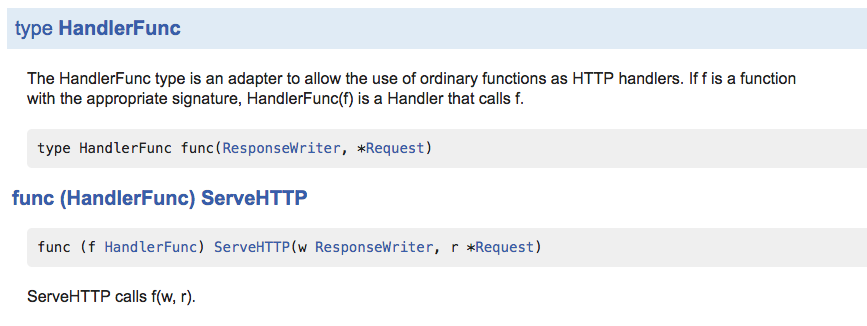 type HandlerFunc
The HandlerFunc type is an adapter to allow the use of ordinary functions as HTTP handlers. If f is a function
with the appropriate signature, HandlerFunc(f) is a Handler that calls f.
type HandlerFunc func(ResponseWriter, *Request)
func (HandlerFunc) ServeHTTP
func (f HandlerFunc) ServeHTTP(w ResponseWriter, r *Request)
ServeHTTP calls f(w, r).